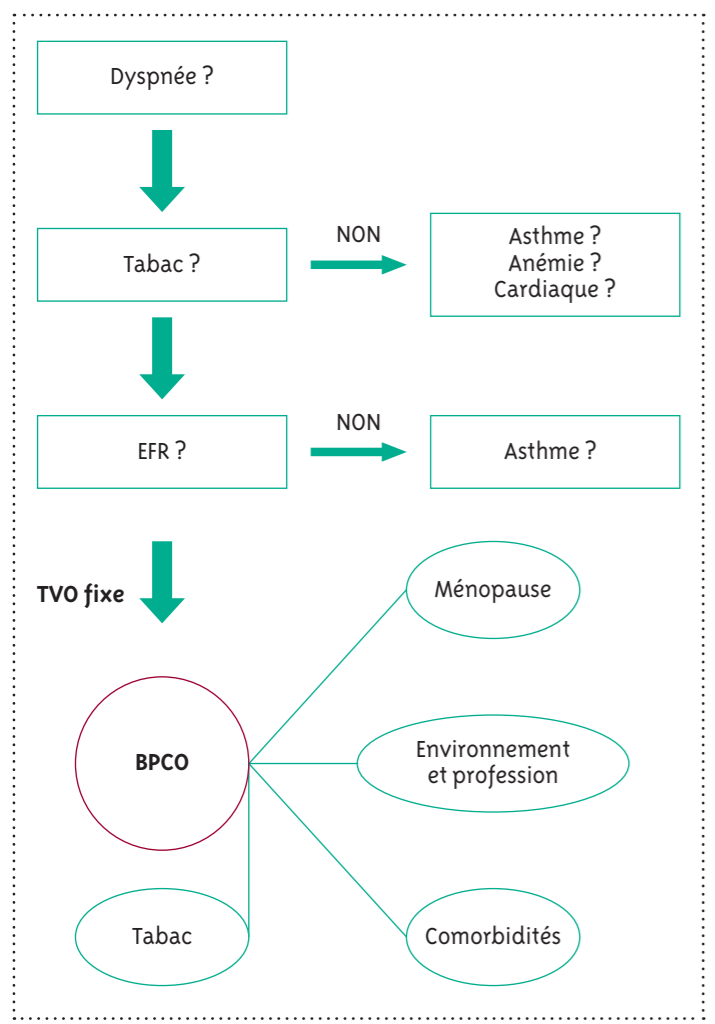 Dyspnée ?
Tabac ?
NON
Asthme ?
Anémie ?
Cardiaque ?
EFR ?
NON
Asthme ?
TVO fixe
Ménopause
BPCO
Environnement
et profession
Tabac
Comorbidités